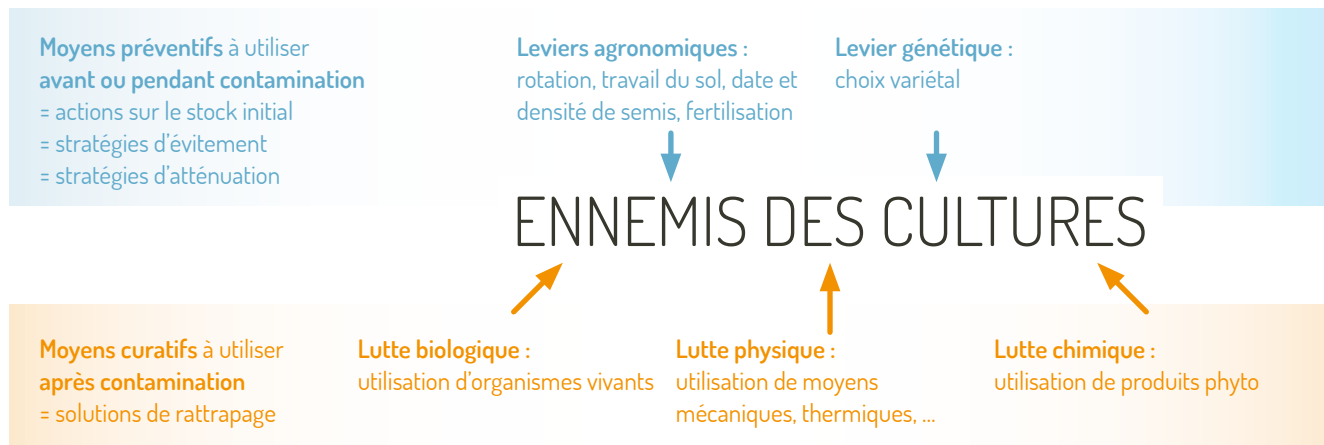 Moyens préventifs à utiliser
avant ou pendant contamination
= actions sur le stock initial
= stratégies d'évitement
= stratégies d'atténuation
Leviers agronomiques :
rotation, travail du sol, date et
densité de semis, fertilisation
Levier génétique :
choix variétal
ENNEMIS DES CULTURES
Moyens curatifs à utiliser
après contamination
= solutions de rattrapage
Lutte biologique :
utilisation d'organismes vivants
Lutte physique :
utilisation de moyens
mécaniques, thermiques, ...
Lutte chimique :
utilisation de produits phyto